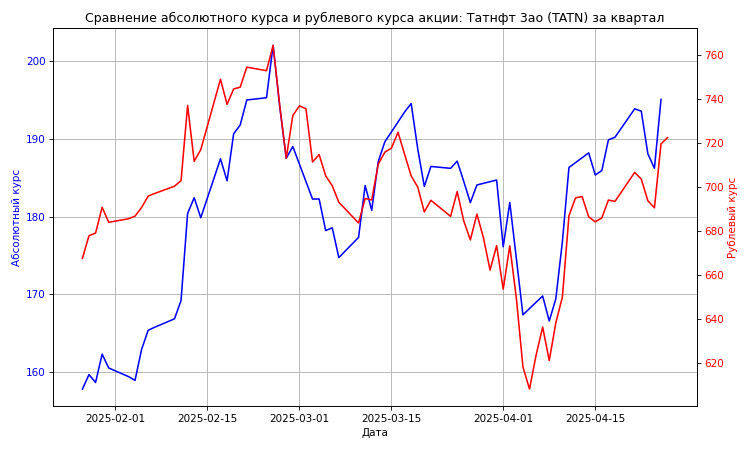 Сравнение абсолютного курса и рублевого курса акции: Татнфт 3ао (TATN) за квартал
Абсолютный курс
200
190
180
170
160
760
740
720
700
680
660
640
620
Рублевый курс
2025-02-01 2025-02-15 2025-03-01 2025-03-15 2025-04-01 2025-04-15
Дата